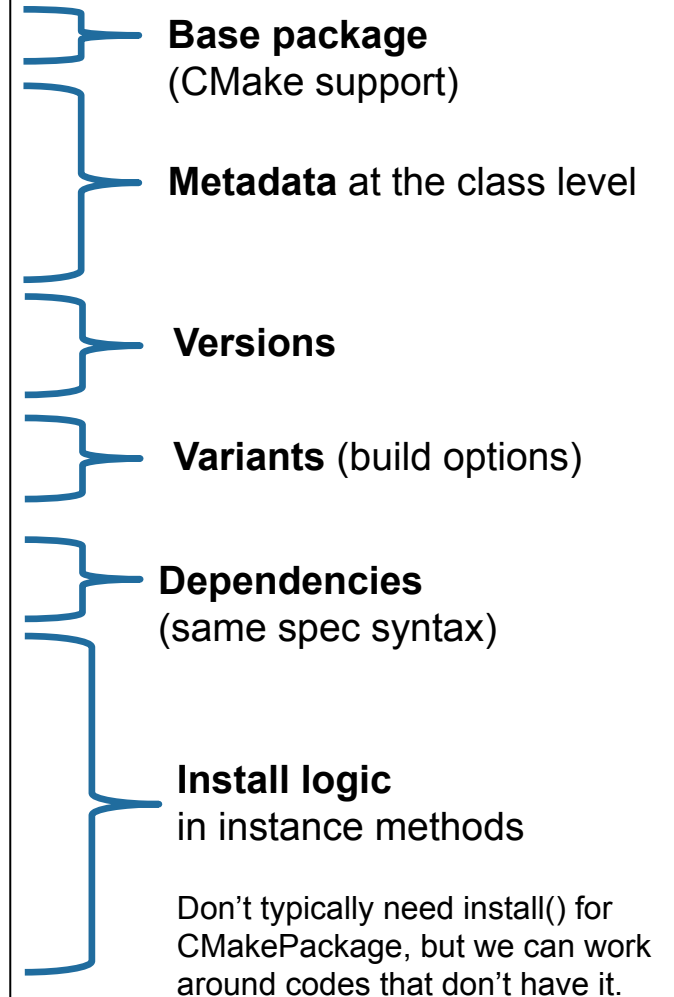 Base package
(CMake support)
Metadata at the class level
Versions
Variants (build options)
Dependencies
(same spec syntax)
Install logic
in instance methods
Don’t typically need install() for
CMakePackage, but we can work
around codes that don’t have it.